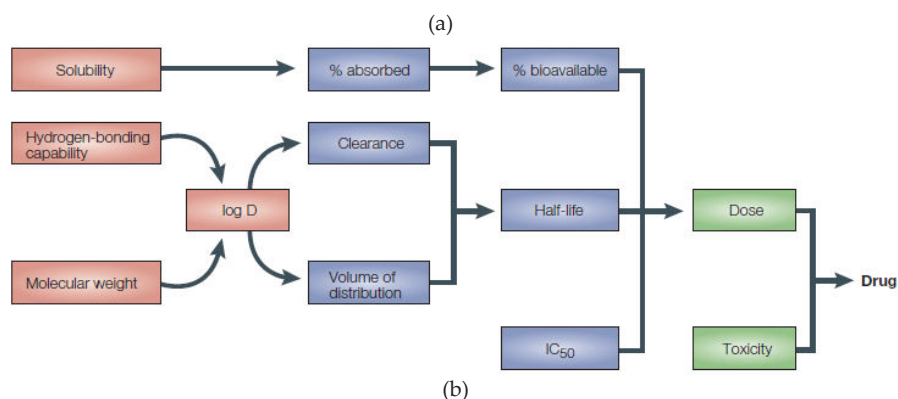 (a)
Solubility
% absorbed
% bioavailable
Hydrogen-bonding
capability
Clearance
log D
Half-life
Dose
Molecular weight
Volume of
distribution
Drug
IC50
Toxicity
(b)